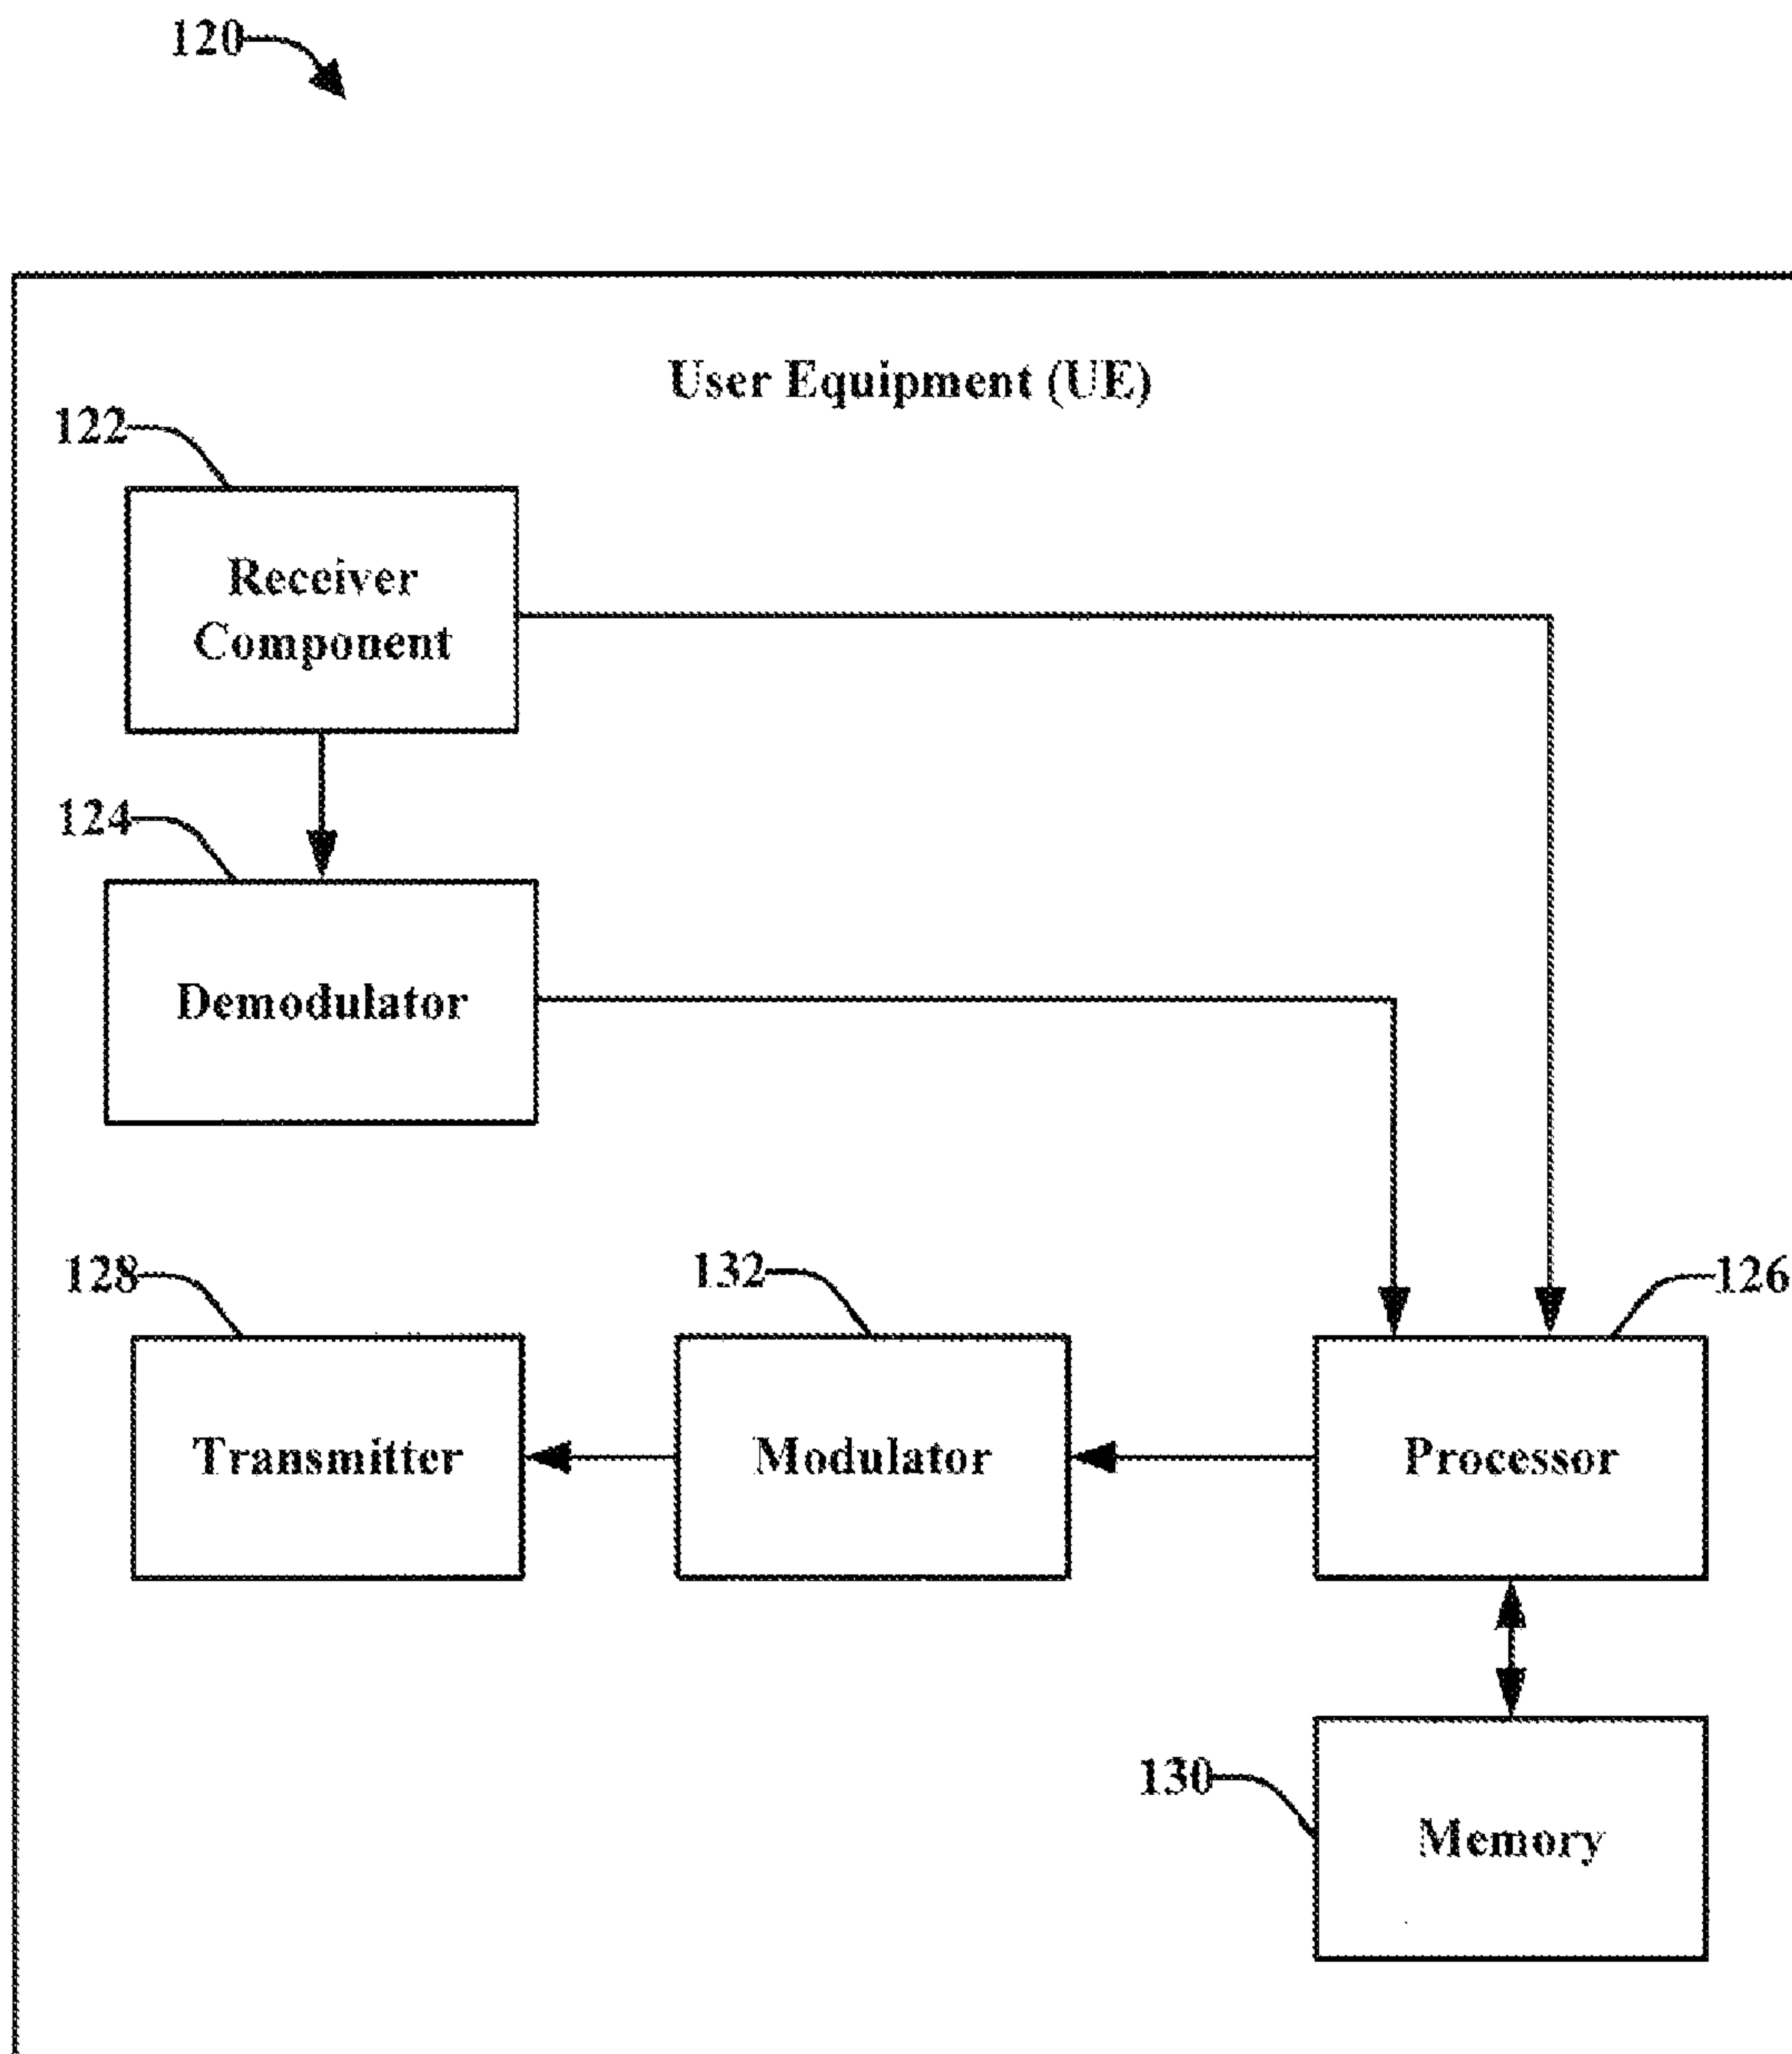 120
User Equipment (UE)
122
Receiver
Component
124
Demodulator
128
132
126
Transmitter
Modulator
Processor
130
Memory